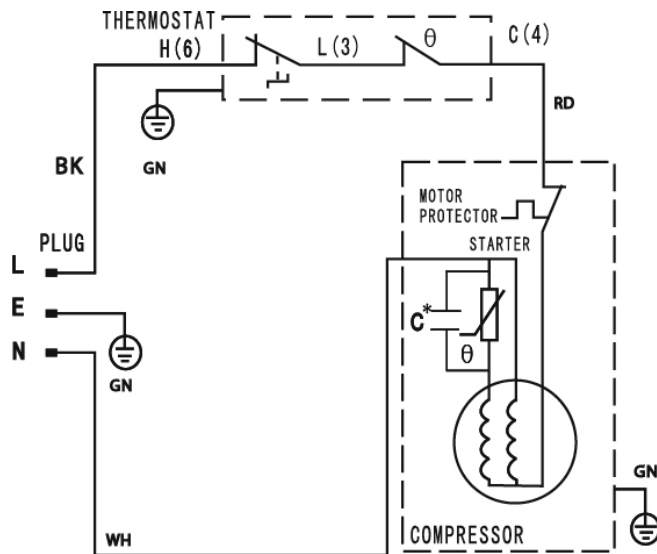 THERMOSTAT
H(6)
L(3)
θ
C(4)
RD
GN
BK
MOTOR
PROTECTOR
STARTER
PLUG
L
E
N
C*
θ
GN
GN
WH
COMPRESSOR